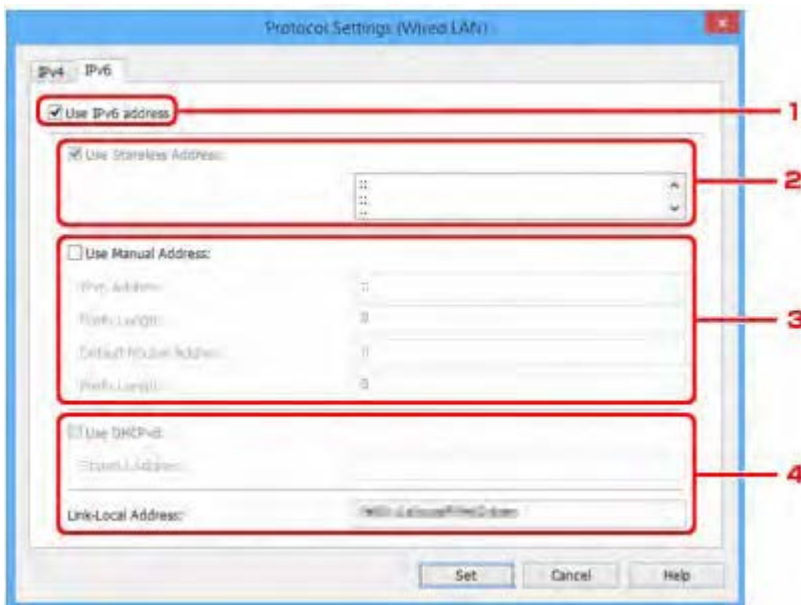 Protocol Settings (Wired LAN)
IPv4 IPv6
Use IPv6 address
1
Use Stateless Address:
::
::
::
2
Use Manual Address:
IPv6 Address:
::
Prefix Length:
0
3
Default Router Address:
::
Prefix Length:
0
Use DHCPv6:
Stateful Address:
4
Link-Local Address:
Set Cancel Help